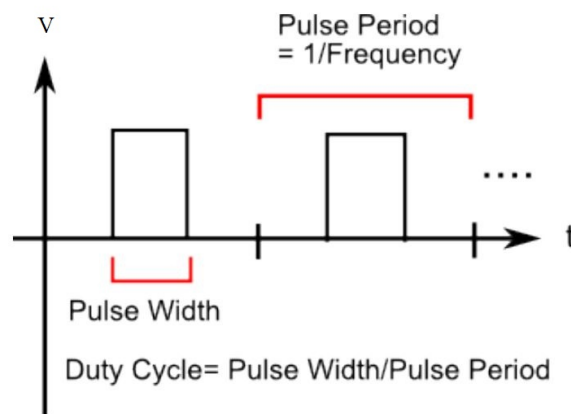 V
Pulse Period
= 1/Frequency
....
t
Pulse Width
Duty Cycle= Pulse Width/Pulse Period